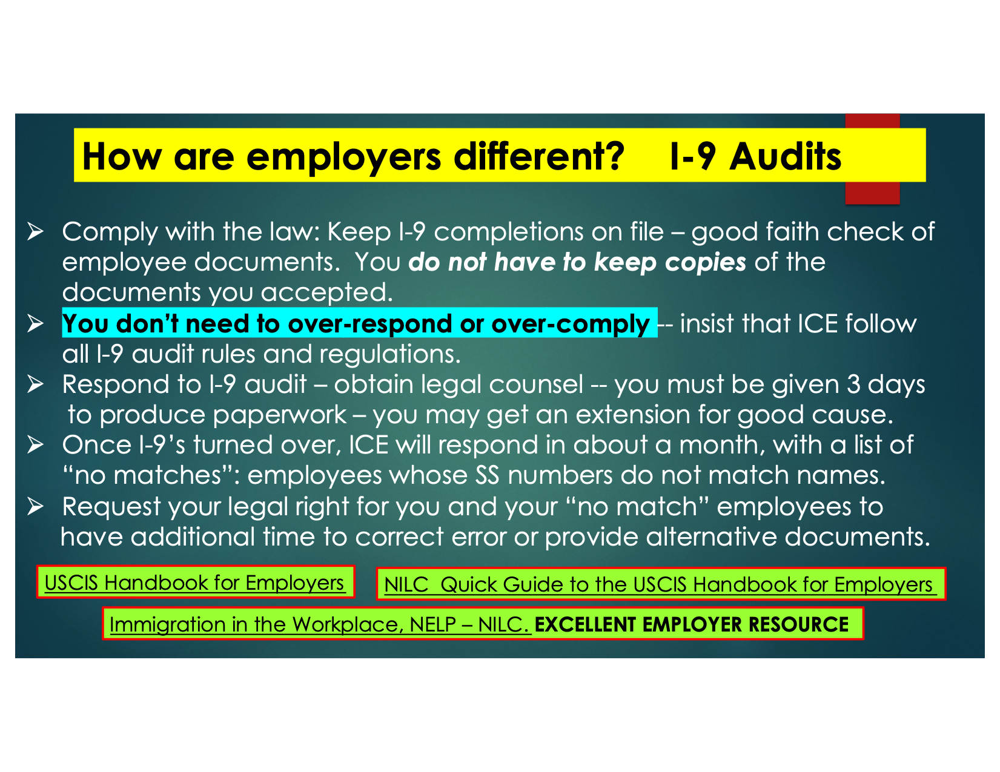 How are employers different? I-9 Audits
➢ Comply with the law: Keep I-9 completions on file – good faith check of
employee documents. You do not have to keep copies of the
documents you accepted.
➢ You don’t need to over-respond or over-comply -- insist that ICE follow
all I-9 audit rules and regulations.
➢ Respond to I-9 audit – obtain legal counsel -- you must be given 3 days
to produce paperwork – you may get an extension for good cause.
➢ Once I-9’s turned over, ICE will respond in about a month, with a list of
“no matches”: employees whose SS numbers do not match names.
➢ Request your legal right for you and your “no match” employees to
have additional time to correct error or provide alternative documents.
USCIS Handbook for Employers
NILC Quick Guide to the USCIS Handbook for Employers
Immigration in the Workplace, NELP – NILC. EXCELLENT EMPLOYER RESOURCE